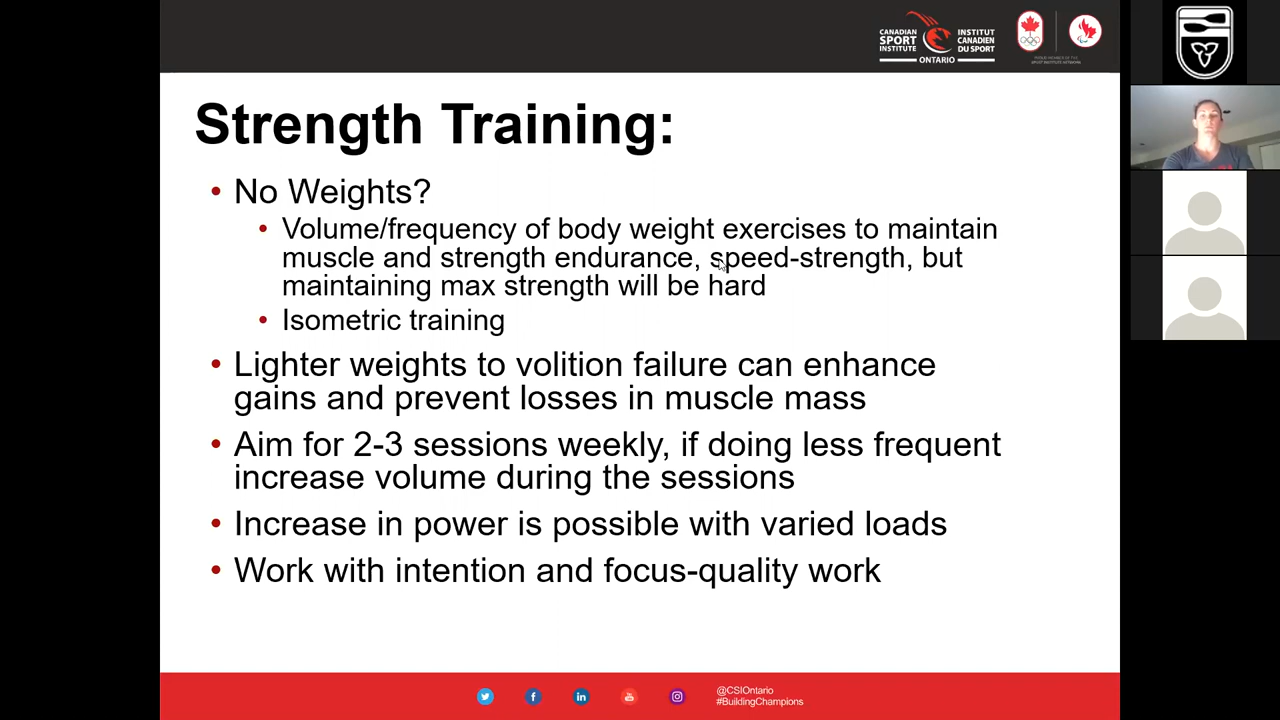 CANADIAN SPORT INSTITUTE
INSTITUT CANADIEN DU SPORT
ONTARIO
Strength Training:
• No Weights?
• Volume/frequency of body weight exercises to maintain
muscle and strength endurance, speed-strength, but
maintaining max strength will be hard
• Isometric training
• Lighter weights to volition failure can enhance
gains and prevent losses in muscle mass
• Aim for 2-3 sessions weekly, if doing less frequent
increase volume during the sessions
• Increase in power is possible with varied loads
• Work with intention and focus-quality work
@CSIOntario
#BuildingChampions